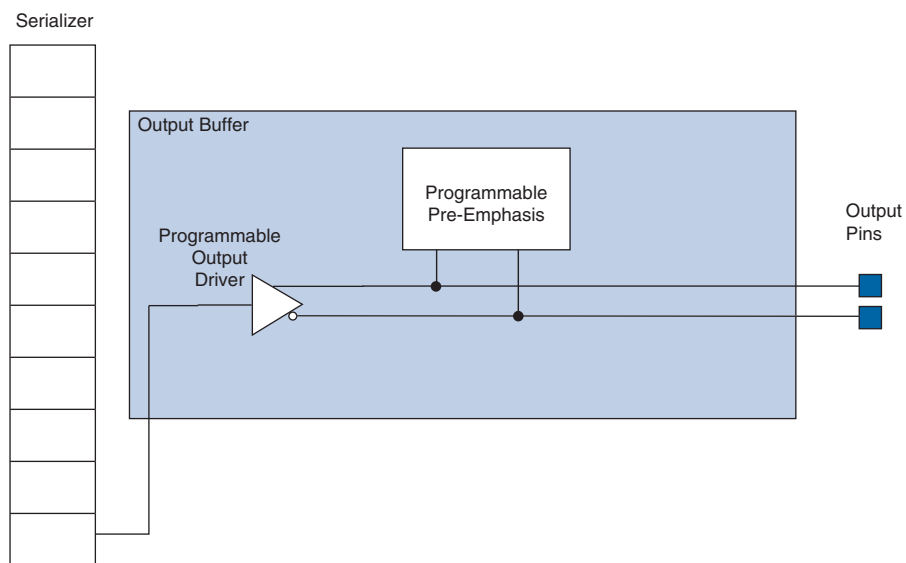 Serializer
Output Buffer
Programmable
Pre-Emphasis
Output
Pins
Programmable
Output
Driver